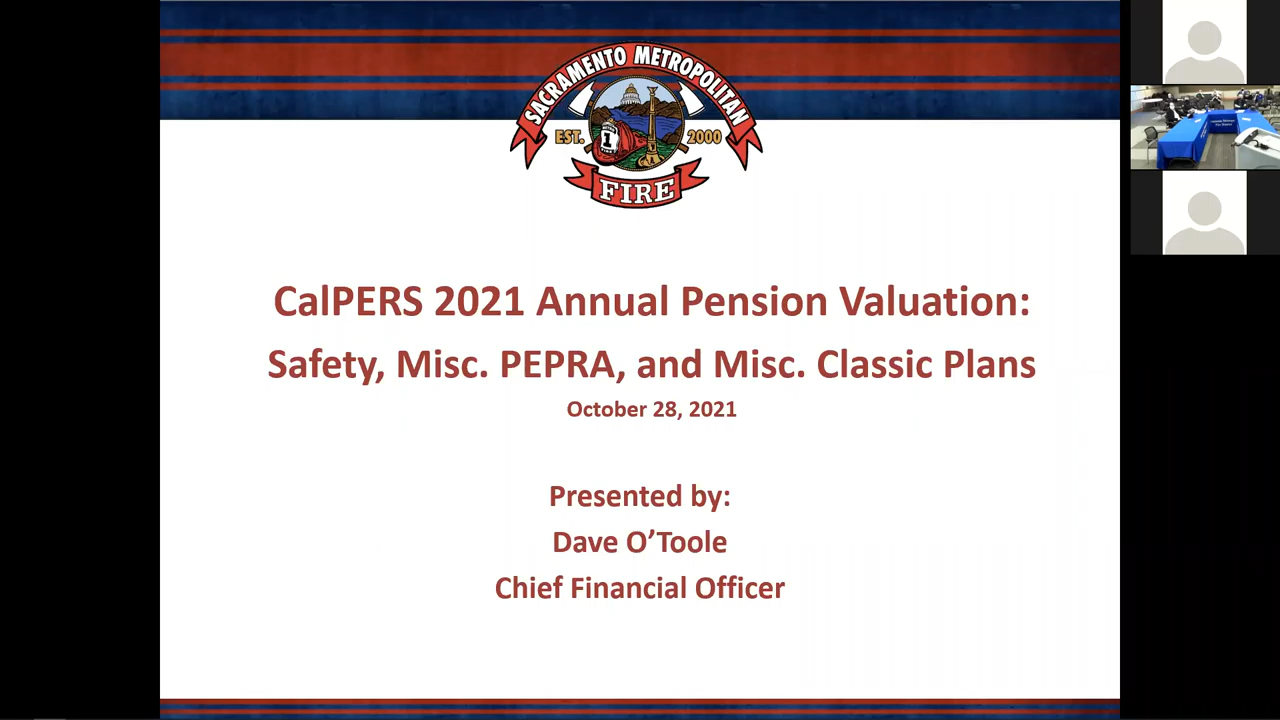 SACRAMENTO METROPOLITAN
EST. 1 2000
FIRE
CalPERS 2021 Annual Pension Valuation:
Safety, Misc. PEPRA, and Misc. Classic Plans
October 28, 2021
Presented by:
Dave O’Toole
Chief Financial Officer